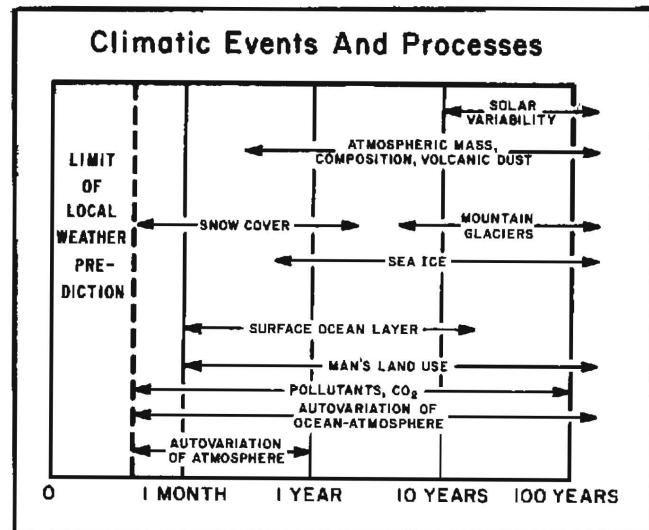 Climatic Events And Processes
LIMIT
OF
LOCAL
WEATHER
PRE-
DICTION
SOLAR
VARIABILITY
ATMOSPHERIC MASS,
COMPOSITION, VOLCANIC DUST
SNOW COVER
MOUNTAIN
GLACIERS
SEA ICE
SURFACE OCEAN LAYER
MAN'S LAND USE
POLLUTANTS, CO₂
AUTOVARIATION OF
OCEAN-ATMOSPHERE
AUTOVARIATION
OF ATMOSPHERE
0 1 MONTH 1 YEAR 10 YEARS 100 YEARS